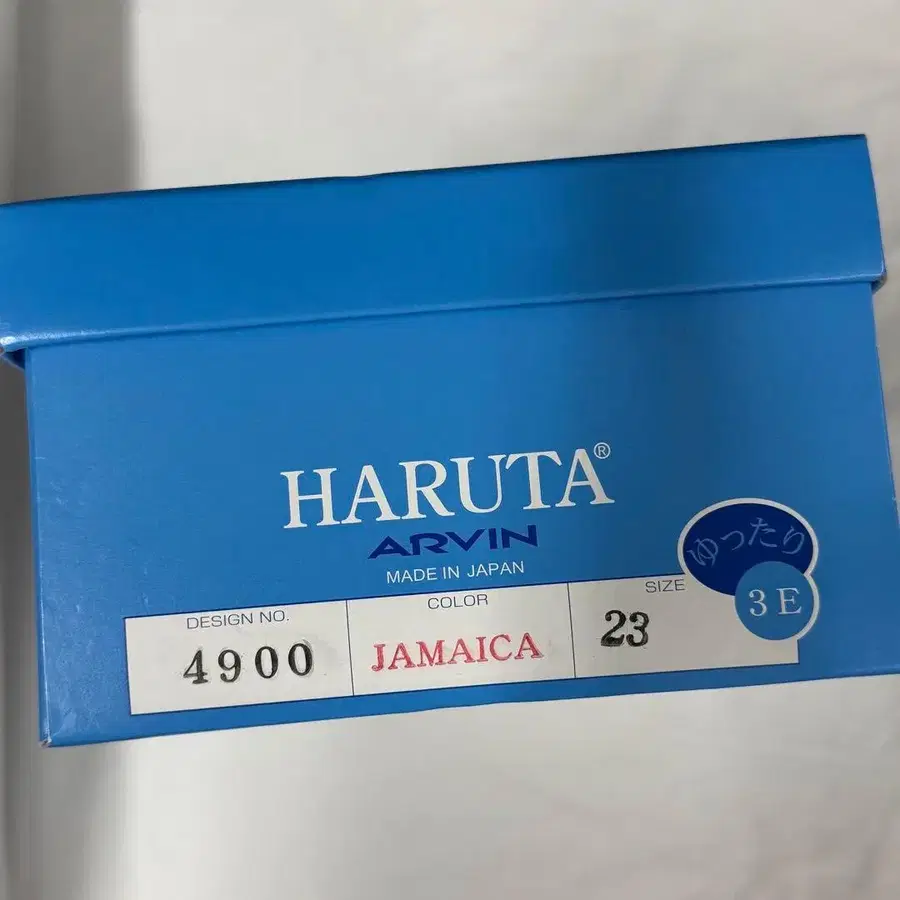 HARUTA®
ARVIN
MADE IN JAPAN
ゆったり
3E
DESIGN NO.
4900
COLOR
JAMAICA
SIZE
23